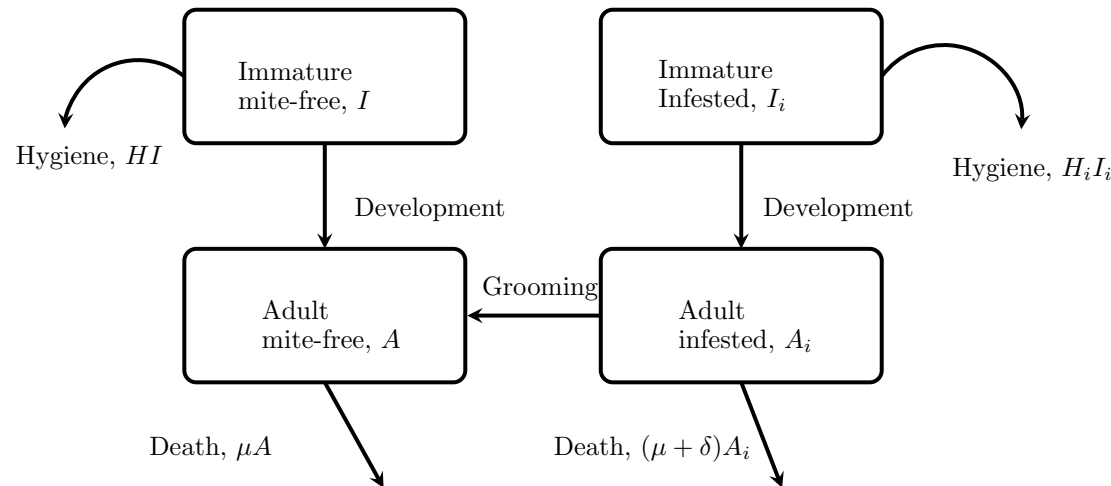 Immature
mite-free, I
Immature
Infested, I_i
Hygiene, HI
Hygiene, H_iI_i
Development
Development
Grooming
Adult
mite-free, A
Adult
infested, A_i
Death, μA
Death, (μ + δ)A_i